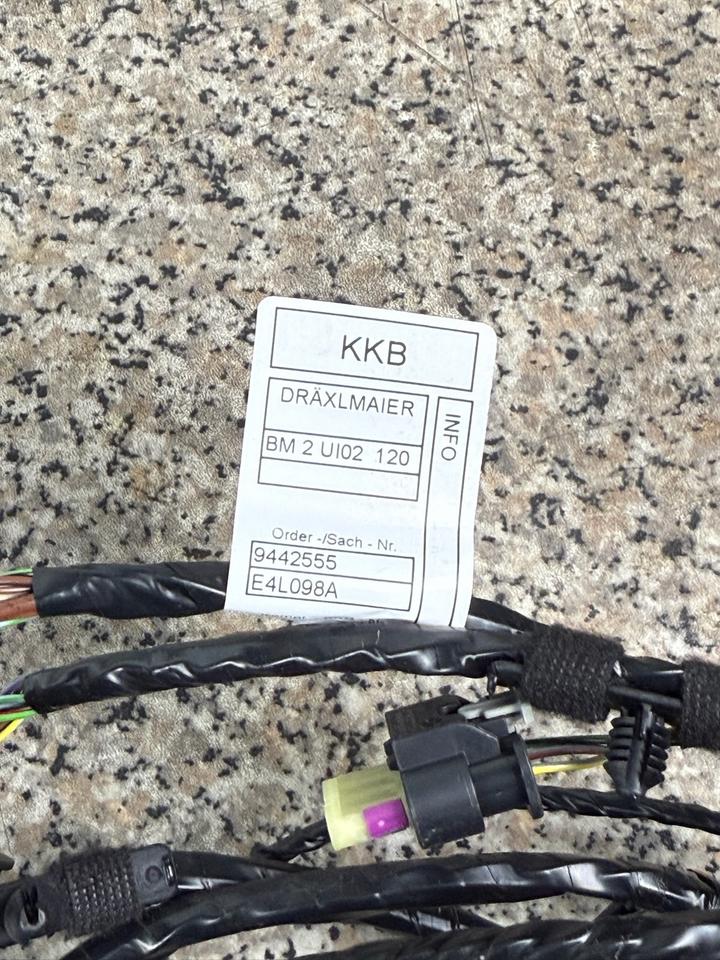 KKB
DRÄXLMAIER
INFO
BM 2 UI02 120
Order -/Sach - Nr.
9442555
E4L098A